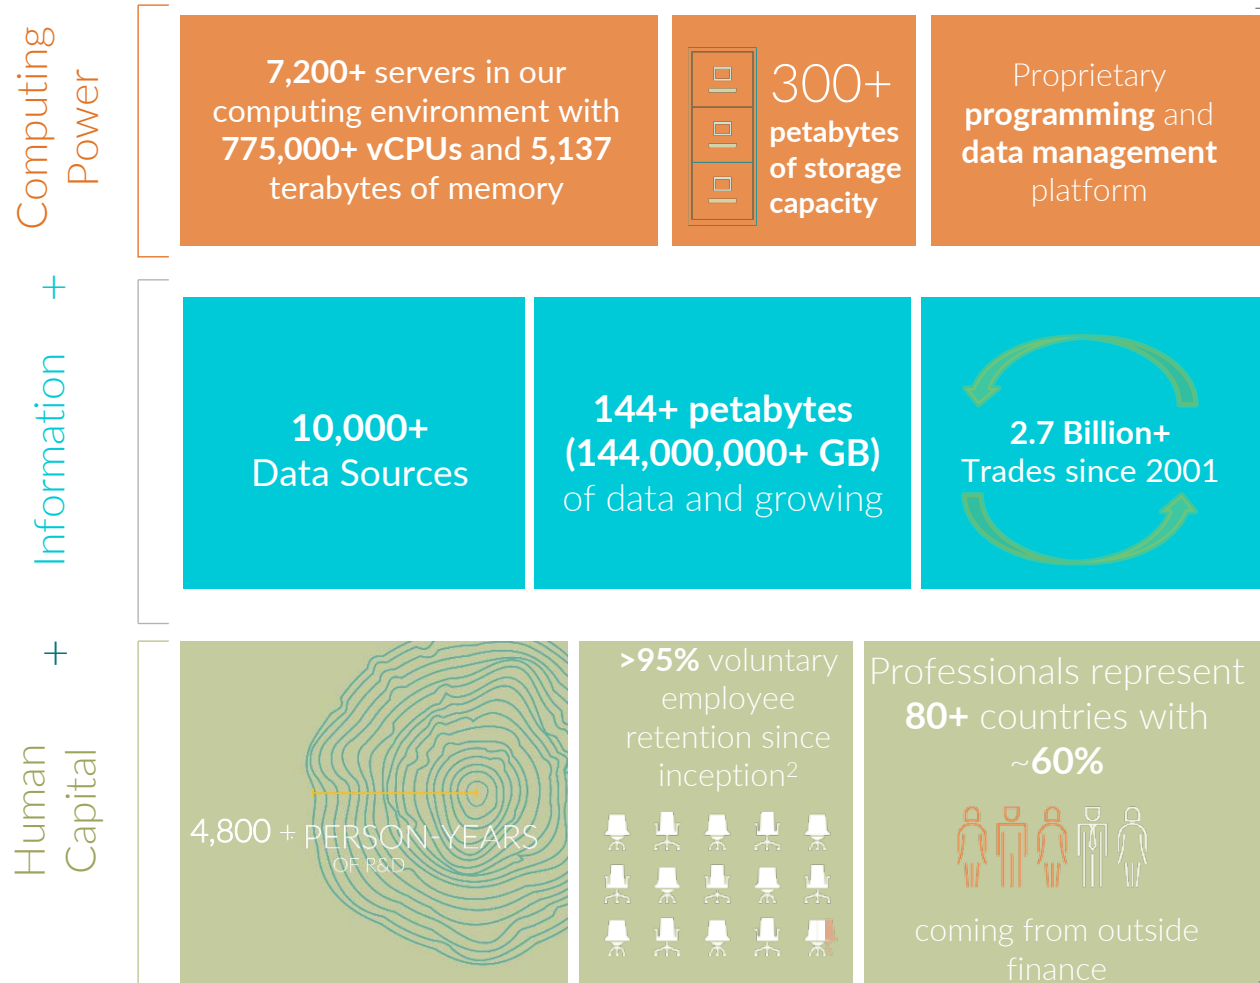 Computing
Power
7,200+ servers in our
computing environment with
775,000+ vCPUs and 5,137
terabytes of memory
300+
petabytes
of storage
capacity
Proprietary
programming and
data management
platform
+
Information
10,000+
Data Sources
144+ petabytes
(144,000,000+ GB)
of data and growing
2.7 Billion+
Trades since 2001
+
Human
Capital
4,800 + PERSON-YEARS
OF R&D
>95% voluntary
employee
retention since
inception2
Professionals represent
80+ countries with
~60%
coming from outside
finance